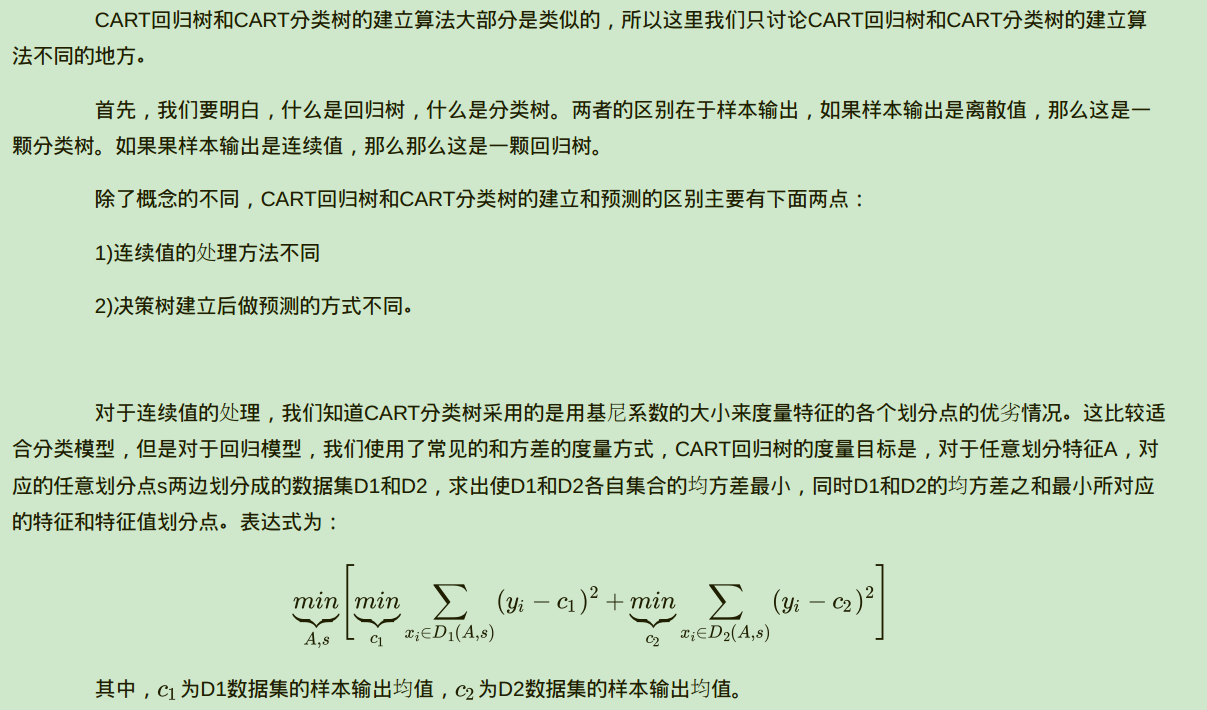 CART回归树和CART分类树的建立算法大部分是类似的，所以这里我们只讨论CART回归树和CART分类树的建立算
法不同的地方。
首先，我们要明白，什么是回归树，什么是分类树。两者的区别在于样本输出，如果样本输出是离散值，那么这是一
颗分类树。如果果样本输出是连续值，那么那么这是一颗回归树。
除了概念的不同，CART回归树和CART分类树的建立和预测的区别主要有下面两点：
1)连续值的处理方法不同
2)决策树建立后做预测的方式不同。
对于连续值的处理，我们知道CART分类树采用的是用基尼系数的大小来度量特征的各个划分点的优劣情况。这比较适
合分类模型，但是对于回归模型，我们使用了常见的和方差的度量方式，CART回归树的度量目标是，对于任意划分特征A，对
应的任意划分点s两边划分成的数据集D1和D2，求出使D1和D2各自集合的均方差最小，同时D1和D2的均方差之和最小所对应
的特征和特征值划分点。表达式为：
$\underbrace{min}_{A,s}\left[\underbrace{min}_{c_1}\sum_{x_i\in D_1(A,s)}(y_i-c_1)^2+\underbrace{min}_{c_2}\sum_{x_i\in D_2(A,s)}(y_i-c_2)^2\right]$
其中，$c_1$为D1数据集的样本输出均值，$c_2$为D2数据集的样本输出均值。